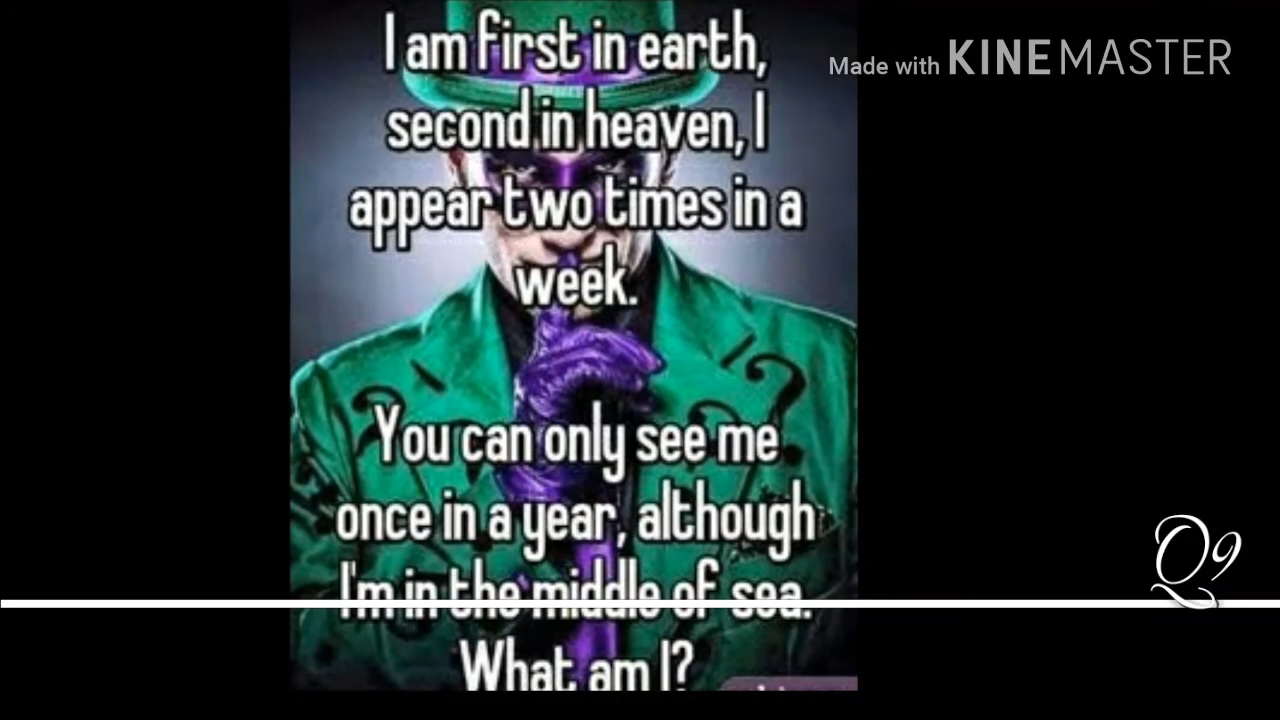 I am first in earth,
second in heaven, I
appear two times in a
week.
You can only see me
once in a year, although
I'm in the middle of sea.
What am I?
Made with KINEMASTER
Q9